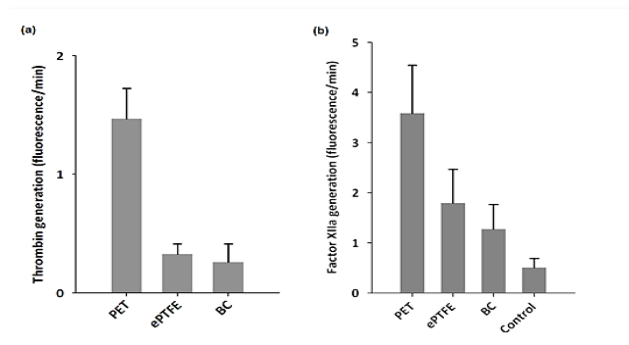 (a)
Thrombin generation (fluorescence/min)
2
1
0
PET
ePTFE
BC
(b)
Factor XIIa generation (fluorescence/min)
5
4
3
2
1
0
PET
ePTFE
BC
Control